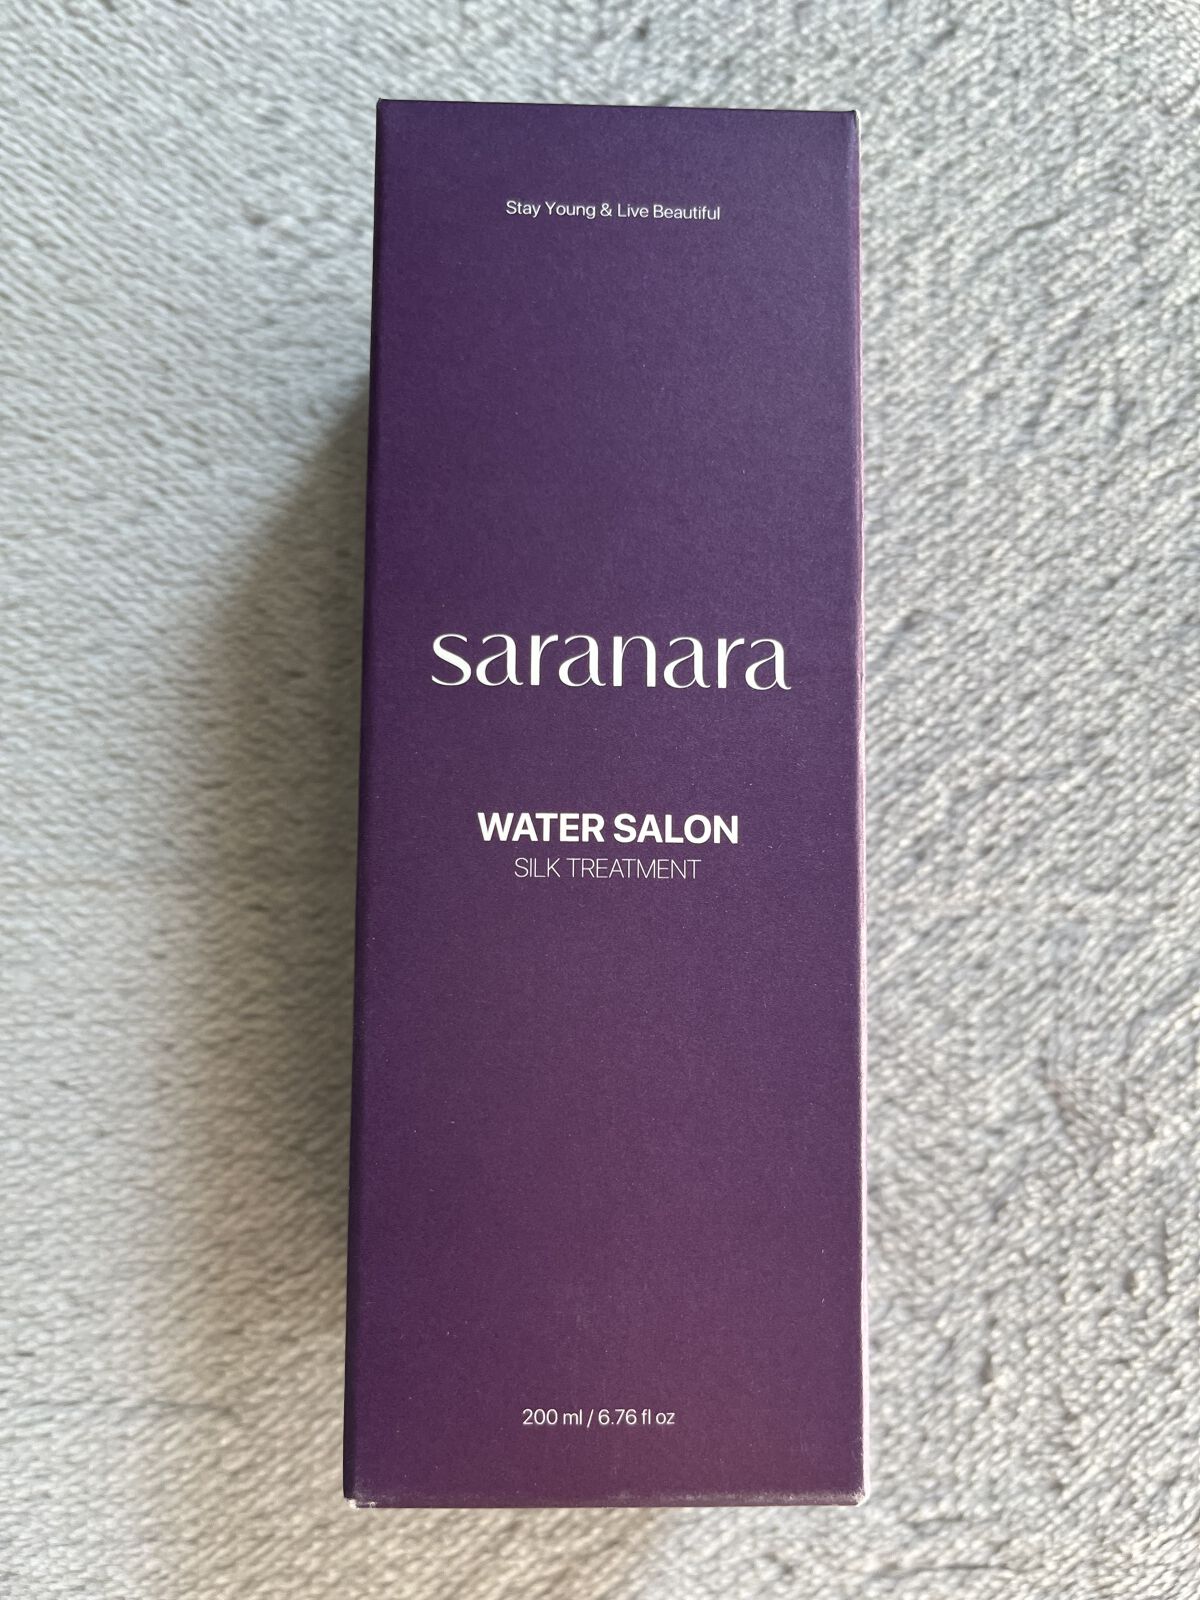 Stay Young & Live Beautiful
saranara
WATER SALON
SILK TREATMENT
200 ml / 6.76 fl oz